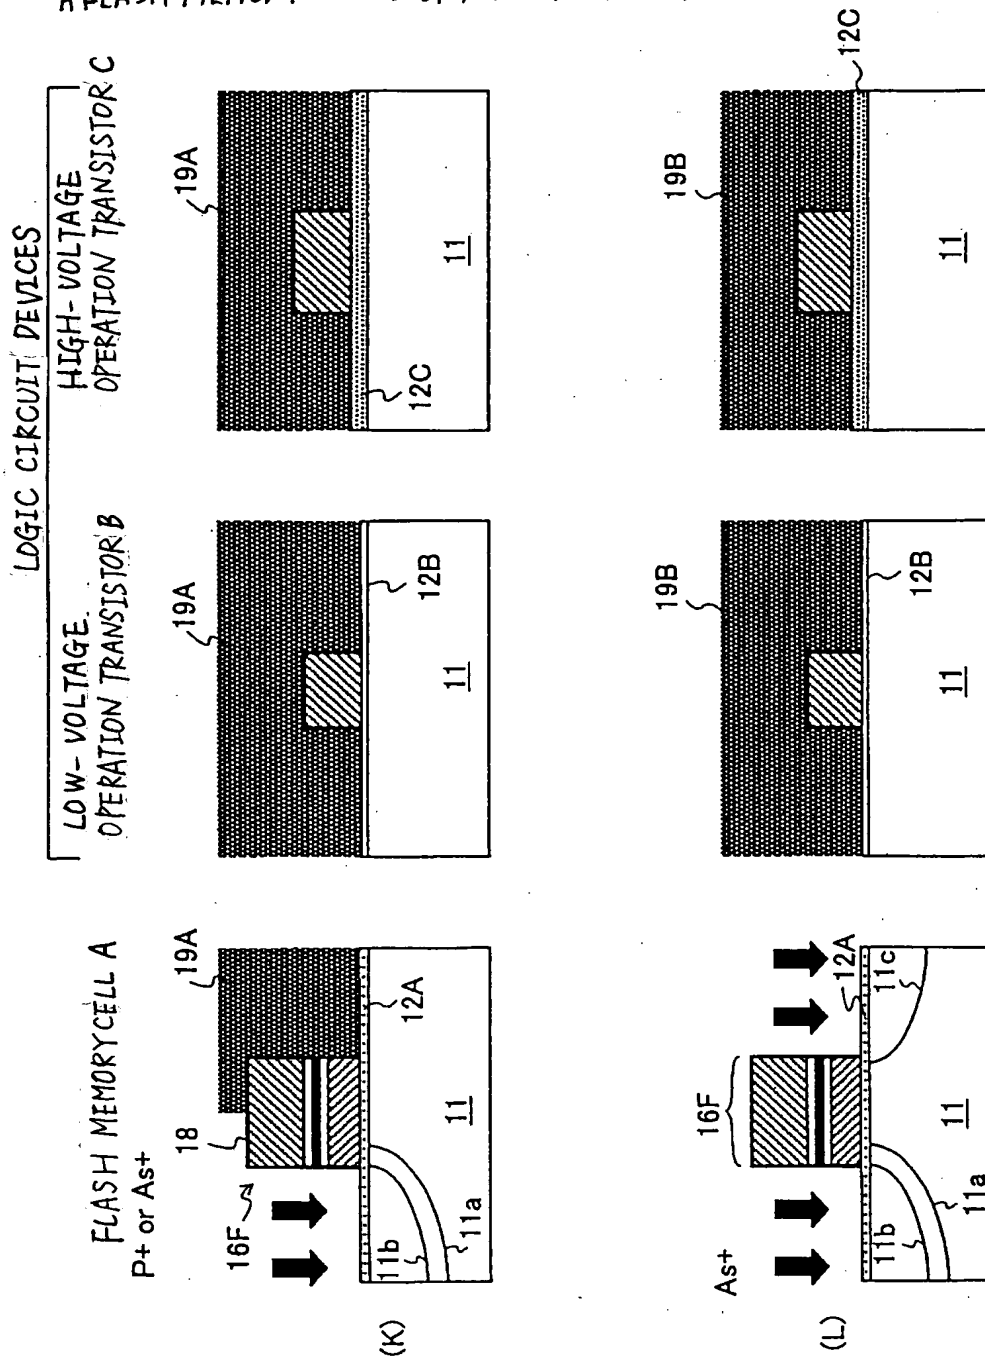 A FLASH MEMORY
LOGIC CIRCUIT DEVICES
FLASH MEMORYCELL A
LOW-VOLTAGE
OPERATION TRANSISTOR B
HIGH-VOLTAGE
OPERATION TRANSISTOR C
P+ or As+
(K)
16F
18
19A
12A
11
11a
11b
19A
12B
11
19A
12C
11
(L)
As+
16F
12A
11c
11
11a
11b
19B
12B
11
19B
12C
11